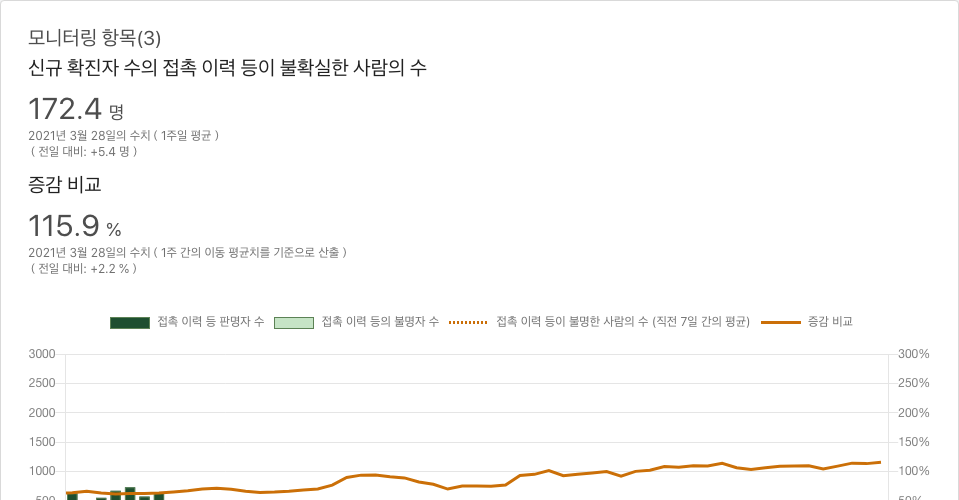 모니터링 항목(3)
신규 확진자 수의 접촉 이력 등이 불확실한 사람의 수
172.4 명
2021년 3월 28일의 수치 ( 1주일 평균 )
( 전일 대비: +5.4 명 )
증감 비교
115.9 %
2021년 3월 28일의 수치 ( 1주 간의 이동 평균치를 기준으로 산출 )
( 전일 대비: +2.2 % )
접촉 이력 등 판명자 수 접촉 이력 등의 불명자 수 접촉 이력 등이 불명한 사람의 수 (직전 7일 간의 평균) 증감 비교
3000 300%
2500 250%
2000 200%
1500 150%
1000 100%
500 50%